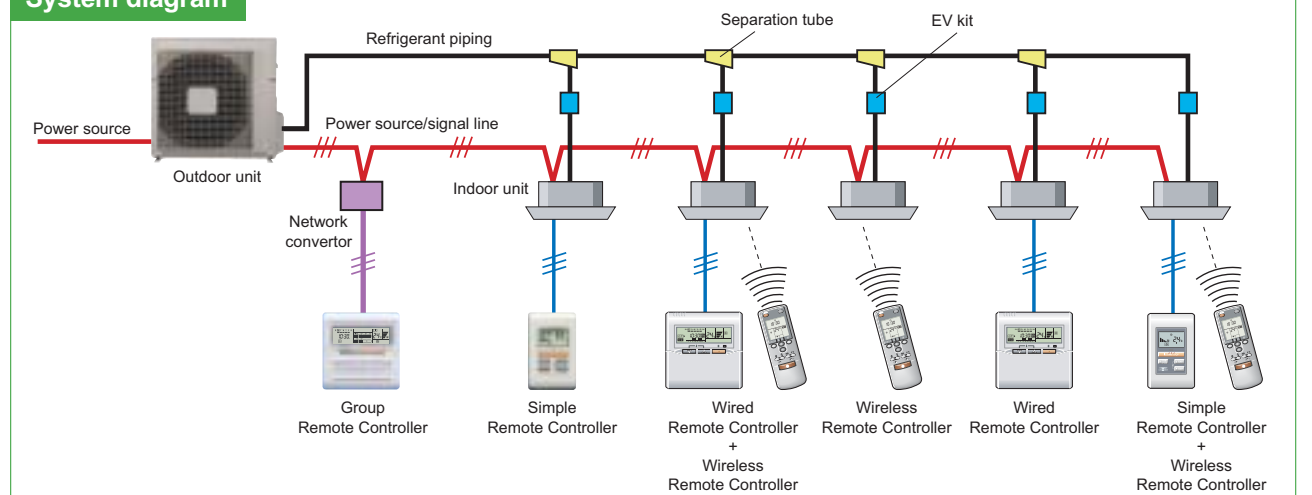 System diagram
Separation tube
EV kit
Refrigerant piping
Power source
Power source/signal line
Outdoor unit
Indoor unit
Network
convertor
Group
Remote Controller
Simple
Remote Controller
Wired
Remote Controller
+
Wireless
Remote Controller
Wireless
Remote Controller
Wired
Remote Controller
Simple
Remote Controller
+
Wireless
Remote Controller